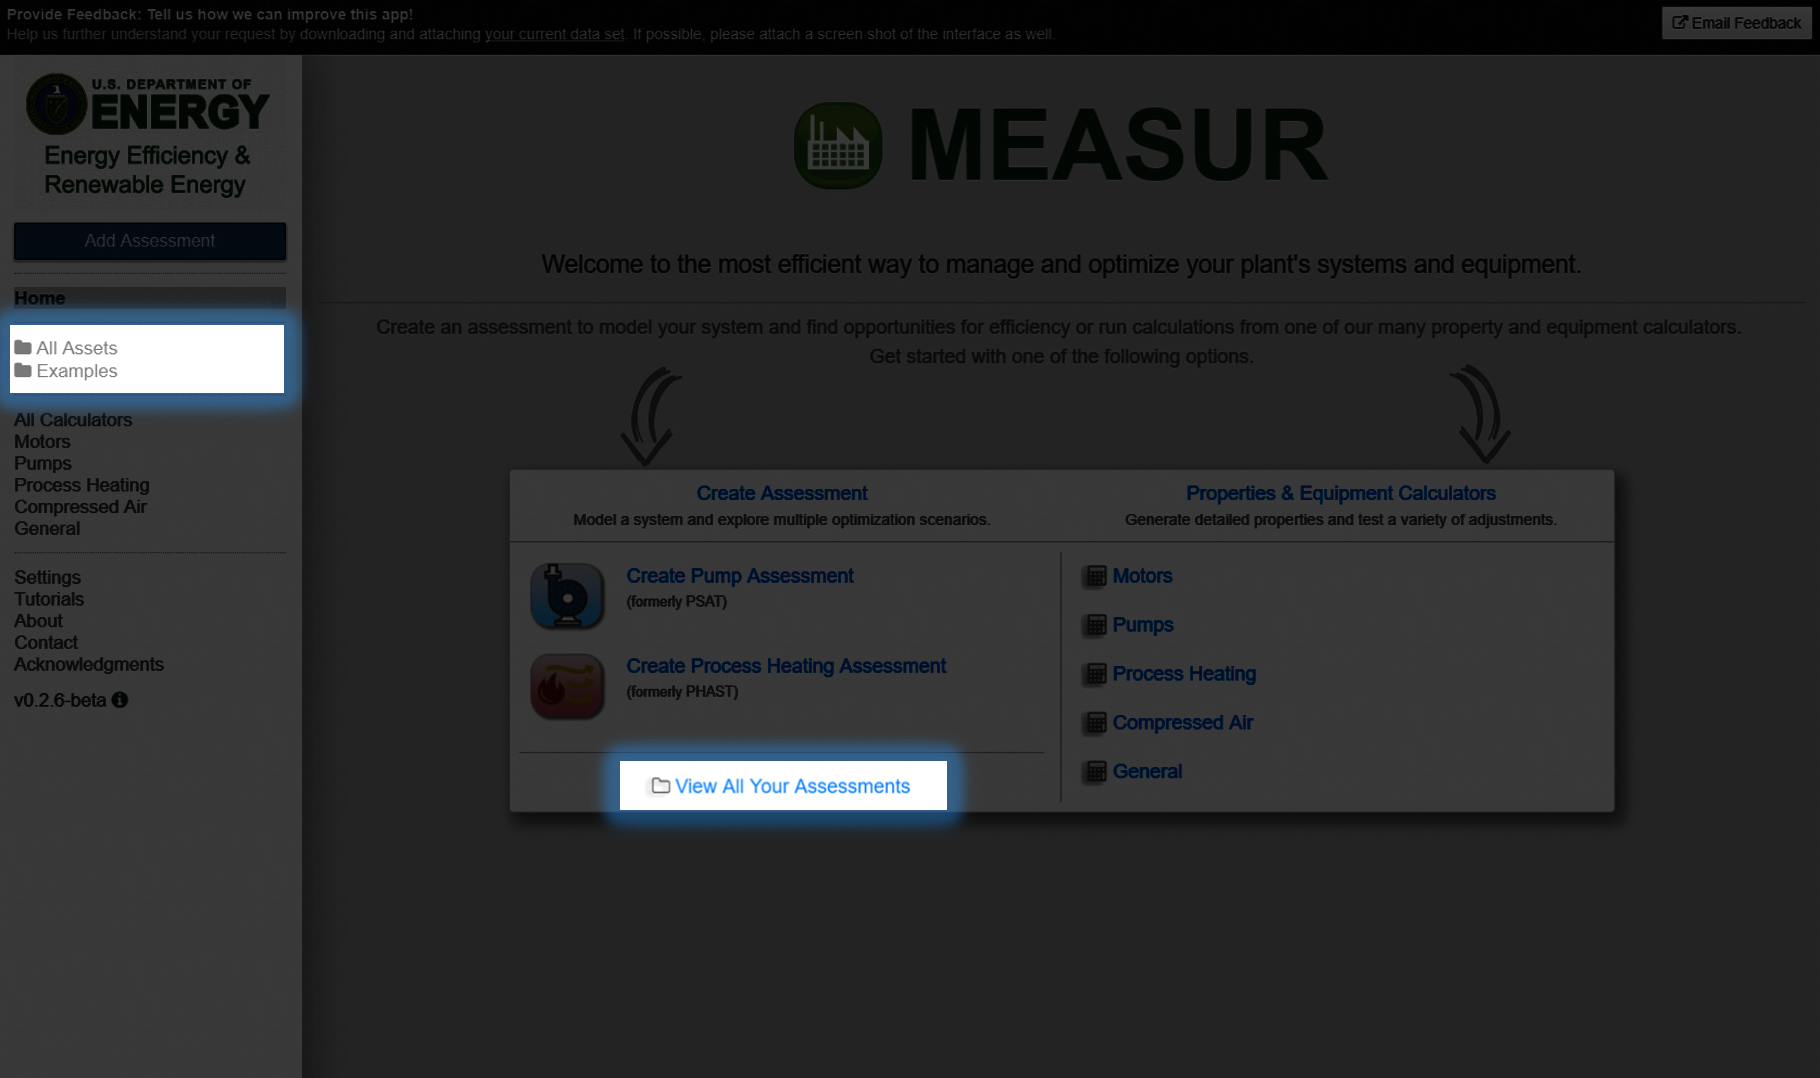 Provide Feedback: Tell us how we can improve this app!
Help us further understand your request by downloading and attaching your current data set. If possible, please attach a screen shot of the interface as well.
Email Feedback
U.S. DEPARTMENT OF
ENERGY
Energy Efficiency &
Renewable Energy
Add Assessment
Home
All Assets
Examples
All Calculators
Motors
Pumps
Process Heating
Compressed Air
General
Settings
Tutorials
About
Contact
Acknowledgments
v0.2.6-beta
MEASUR
Welcome to the most efficient way to manage and optimize your plant's systems and equipment.
Create an assessment to model your system and find opportunities for efficiency or run calculations from one of our many property and equipment calculators.
Get started with one of the following options.
Create Assessment
Model a system and explore multiple optimization scenarios.
Create Pump Assessment
(formerly PSAT)
Create Process Heating Assessment
(formerly PHAST)
View All Your Assessments
Properties & Equipment Calculators
Generate detailed properties and test a variety of adjustments.
Motors
Pumps
Process Heating
Compressed Air
General